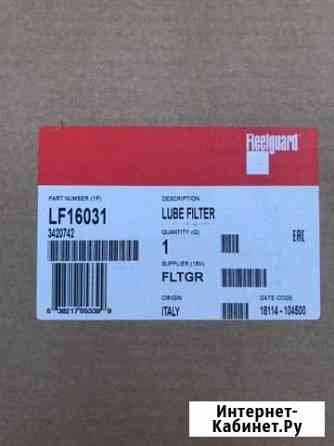 Fleetguard
PART NUMBER (1P)
LF16031
3420742
DESCRIPTION
LUBE FILTER
QUANTITY (Q)
1
EAC
SUPPLIER (18V)
FLTGR
ORIGIN
ITALY
DATE CODE
18114 - 104500
Интернет-
Кабинет.Ру